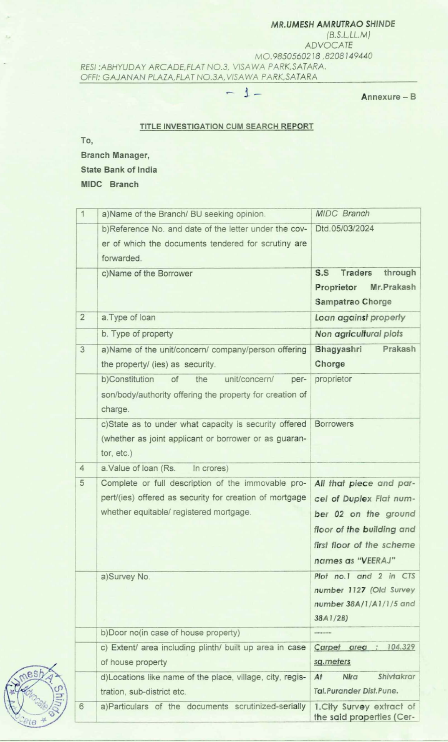 MR.UMESH AMRUTRAO SHINDE
(B.S.L.LL.M)
ADVOCATE
MO.9850560218 ,8208149440
RESI :ABHYUDAY ARCADE,FLAT NO.3, VISAWA PARK,SATARA.
OFFI: GAJANAN PLAZA,FLAT NO.3A,VISAWA PARK,SATARA
- 1 -
Annexure – B
TITLE INVESTIGATION CUM SEARCH REPORT
To,
Branch Manager,
State Bank of India
MIDC Branch
1 a)Name of the Branch/ BU seeking opinion. MIDC Branch
b)Reference No. and date of the letter under the cov- Dtd.05/03/2024
er of which the documents tendered for scrutiny are
forwarded.
c)Name of the Borrower S.S Traders through
Proprietor Mr.Prakash
Sampatrao Chorge
2 a.Type of loan Loan against property
b. Type of property Non agricultural plots
3 a)Name of the unit/concern/ company/person offering Bhagyashri Prakash
the property/ (ies) as security. Chorge
b)Constitution of the unit/concern/ per- proprietor
son/body/authority offering the property for creation of
charge.
c)State as to under what capacity is security offered Borrowers
(whether as joint applicant or borrower or as guaran-
tor, etc.)
4 a.Value of loan (Rs. In crores)
5 Complete or full description of the immovable pro- All that piece and par-
pert/(ies) offered as security for creation of mortgage cel of Duplex Flat num-
whether equitable/ registered mortgage. ber 02 on the ground
floor of the building and
first floor of the scheme
names as "VEERAJ"
a)Survey No. Plot no.1 and 2 in CTS
number 1127 (Old Survey
number 38A/1/A1/1/5 and
38A1/28)
b)Door no(in case of house property) ------
c) Extent/ area including plinth/ built up area in case Carpet area : 104.329
of house property sq.meters
d)Locations like name of the place, village, city, regis- At Nira Shivtakrar
tration, sub-district etc. Tal.Purander Dist.Pune.
6 a)Particulars of the documents scrutinized-serially 1.City Survey extract of
the said properties (Cer-
Umesh A. Shinde
Advocate